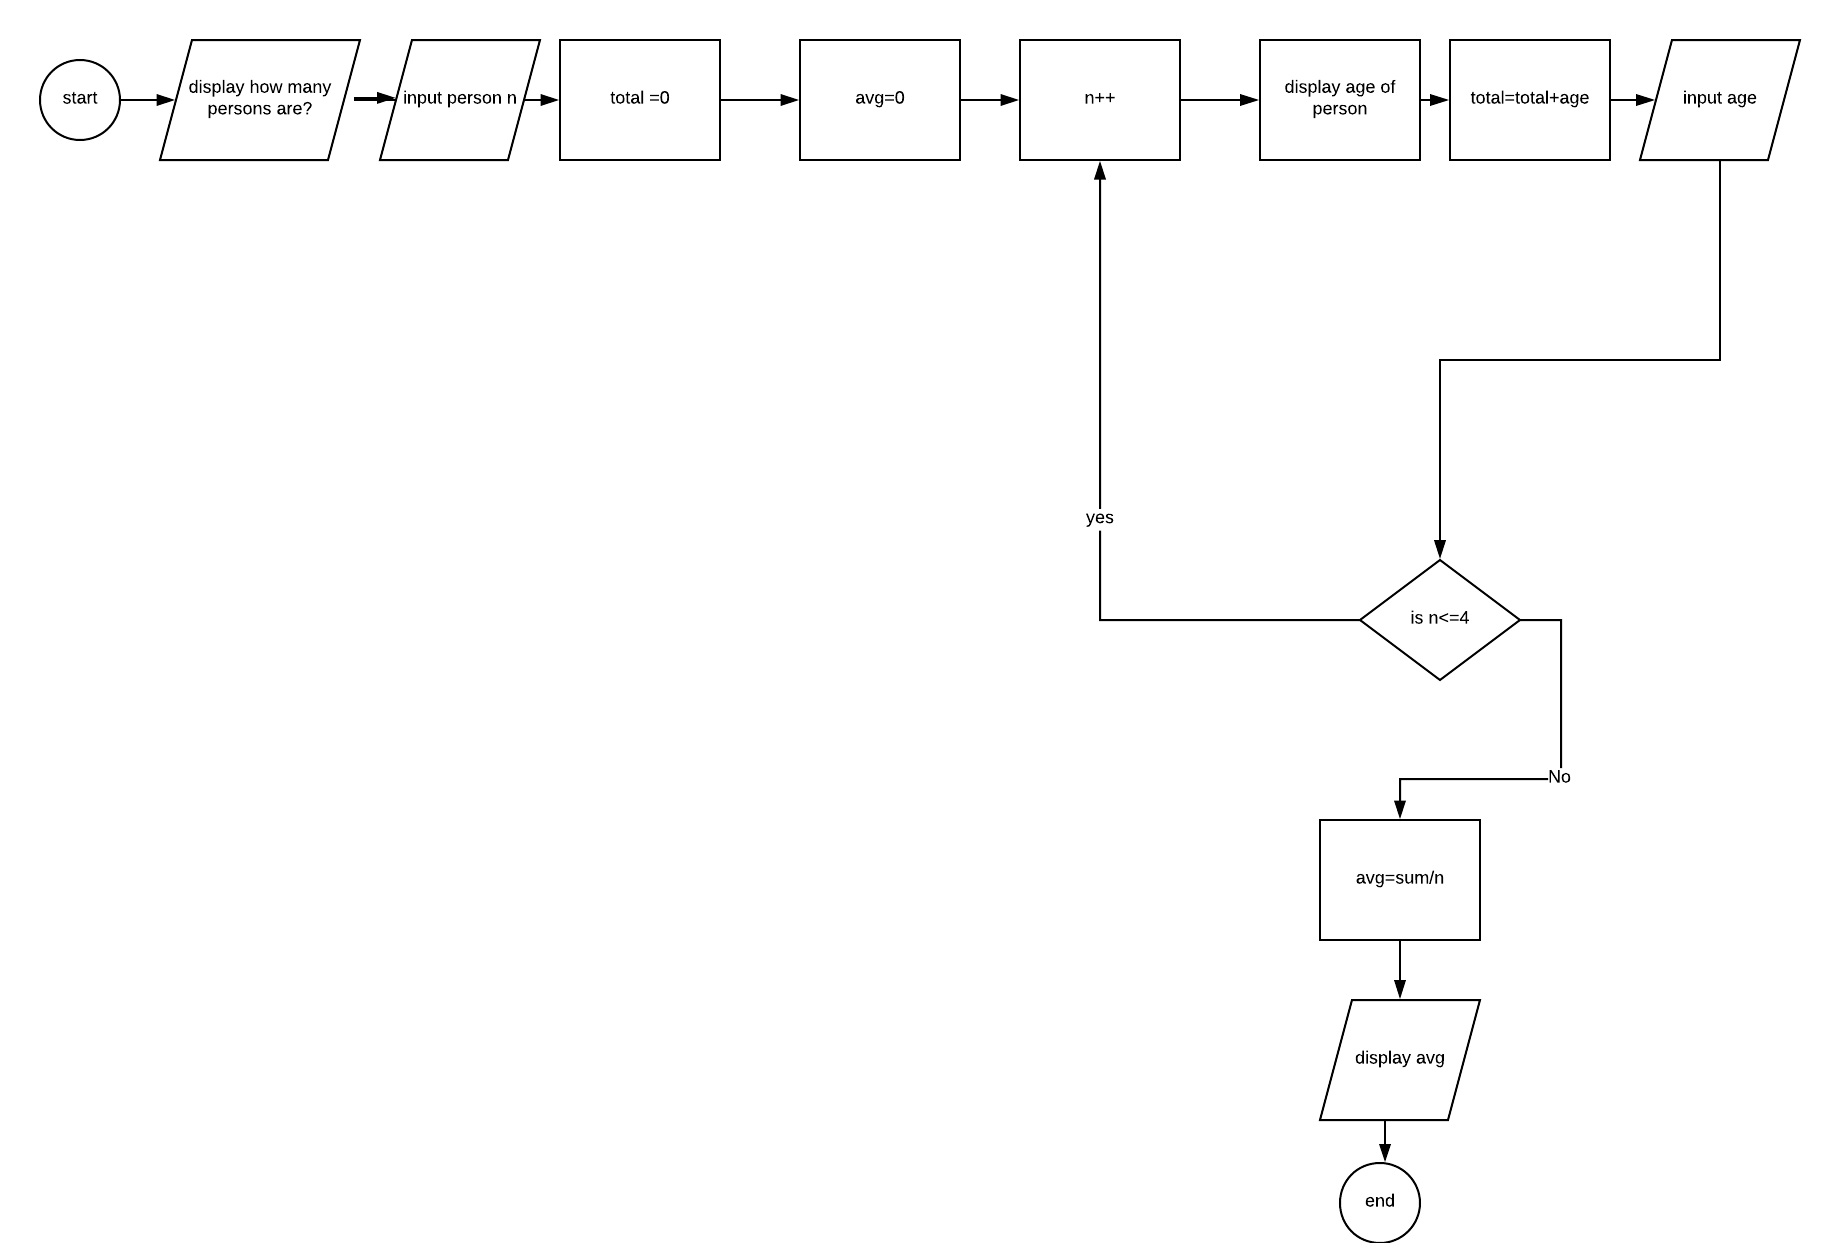 start
display how many
persons are?
input person n
total =0
avg=0
n++
display age of
person
total=total+age
input age
yes
is n<=4
No
avg=sum/n
display avg
end